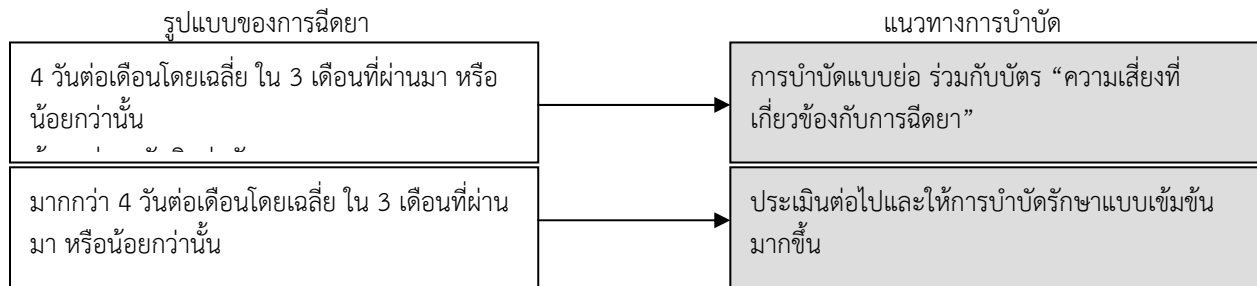 รูปแบบของการฉีดยา
แนวทางการบำบัด
4 วันต่อเดือนโดยเฉลี่ย ใน 3 เดือนที่ผ่านมา หรือ
น้อยกว่านั้น
การบำบัดแบบย่อ ร่วมกับบัตร “ความเสี่ยงที่
เกี่ยวข้องกับการฉีดยา”
มากกว่า 4 วันต่อเดือนโดยเฉลี่ย ใน 3 เดือนที่ผ่าน
มา หรือน้อยกว่านั้น
ประเมินต่อไปและให้การบำบัดรักษาแบบเข้มข้น
มากขึ้น